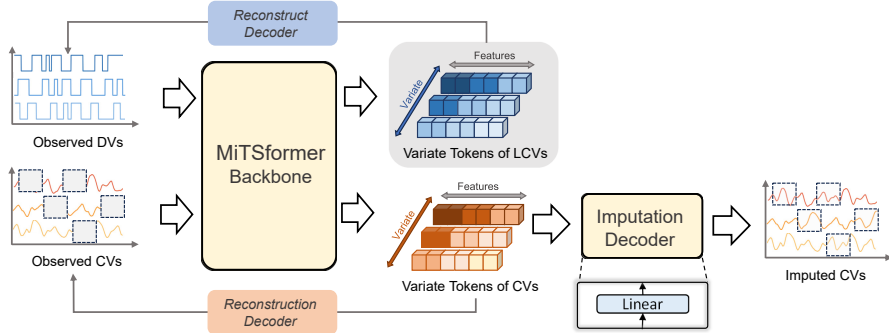 Reconstruct
Decoder
Features
Variate
Observed DVs
Variate Tokens of LCVs
MiTSformer
Backbone
Features
Variate
Imputation
Decoder
Observed CVs
Variate Tokens of CVs
Imputed CVs
Reconstruction
Decoder
Linear